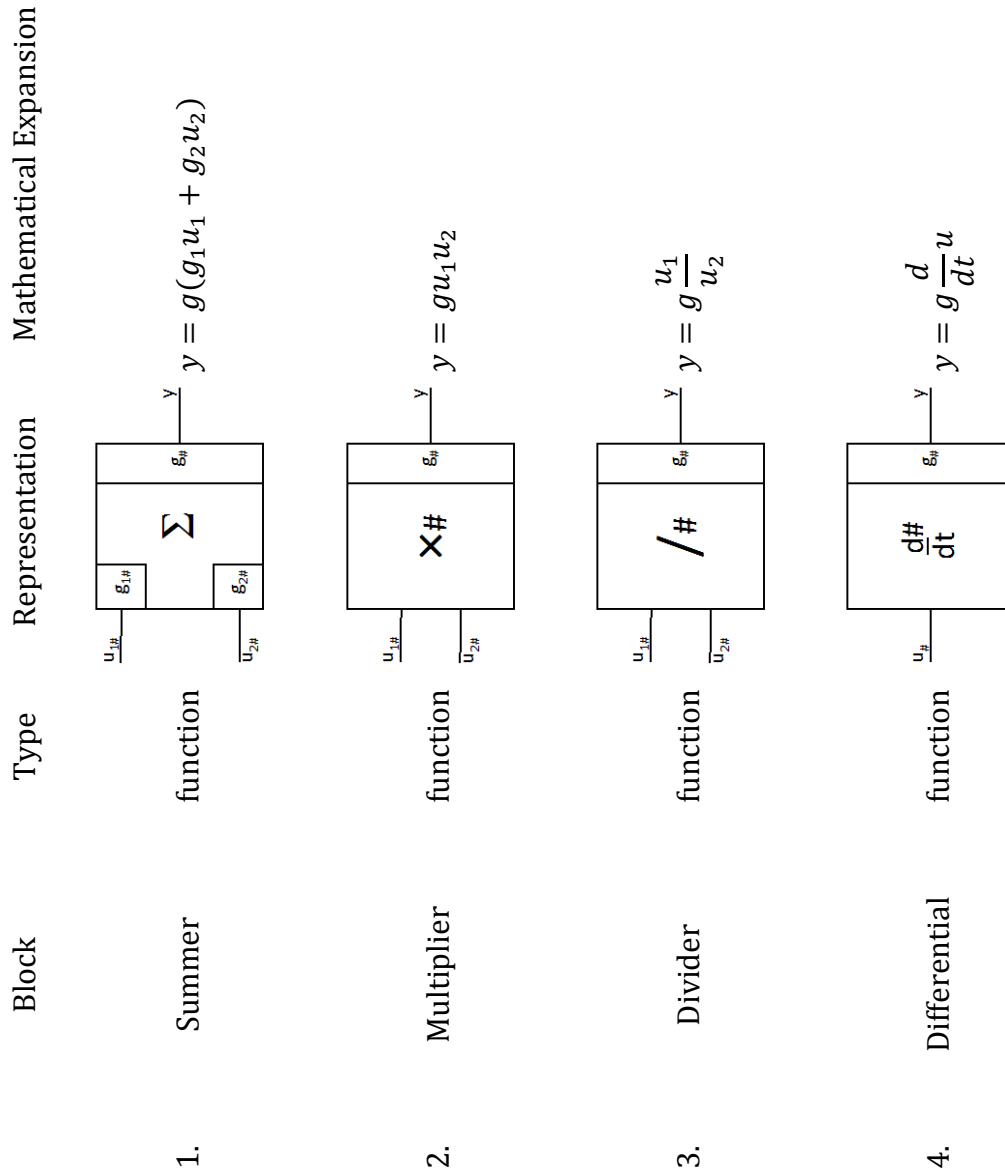 Block Type Representation Mathematical Expansion
1. Summer function u1# u2# g1# g2# Σ g# y y = g(g1u1 + g2u2)
2. Multiplier function u1# u2# ×# g# y y = gu1u2
3. Divider function u1# u2# /# g# y y = g u1/u2
4. Differential function u# d#/dt g# y y = g d/dt u